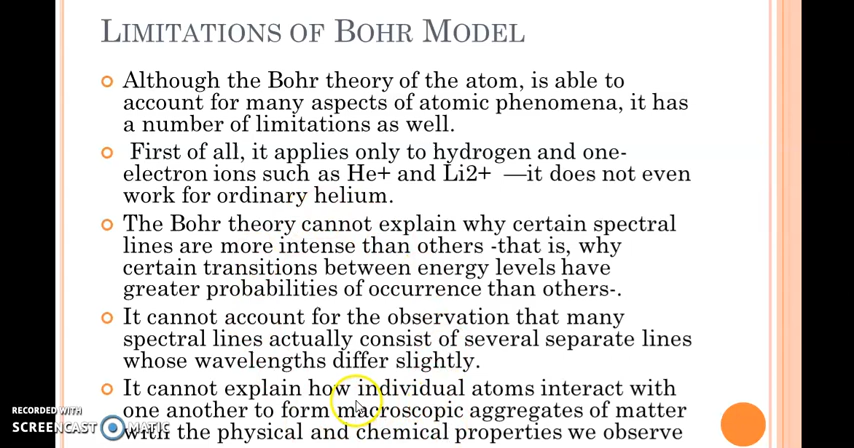 LIMITATIONS OF BOHR MODEL
Although the Bohr theory of the atom, is able to
account for many aspects of atomic phenomena, it has
a number of limitations as well.
First of all, it applies only to hydrogen and one-
electron ions such as He+ and Li2+ —it does not even
work for ordinary helium.
The Bohr theory cannot explain why certain spectral
lines are more intense than others -that is, why
certain transitions between energy levels have
greater probabilities of occurrence than others-.
It cannot account for the observation that many
spectral lines actually consist of several separate lines
whose wavelengths differ slightly.
It cannot explain how individual atoms interact with
one another to form macroscopic aggregates of matter
with the physical and chemical properties we observe
RECORDED WITH
SCREENCAST MATIC